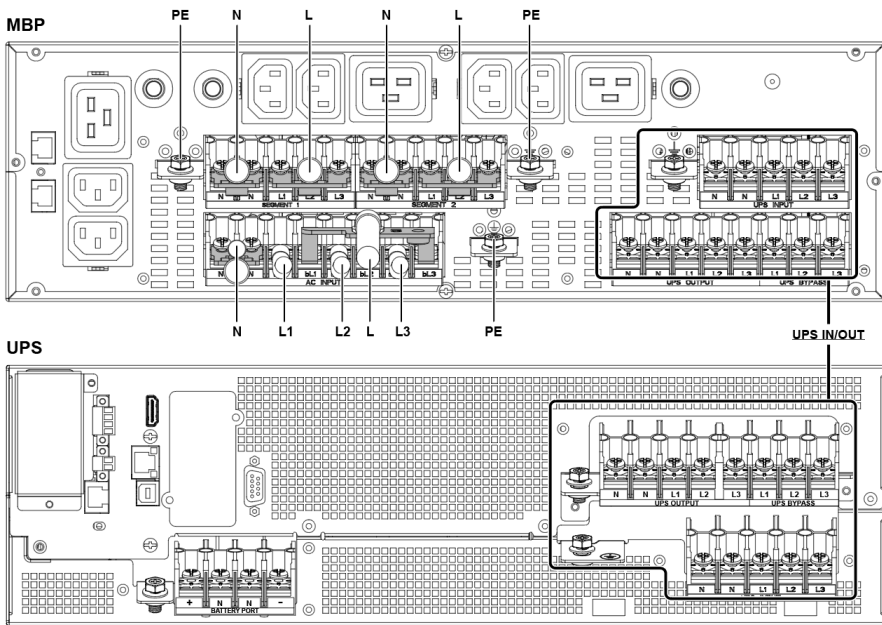 MBP
PE N L N L PE
N N L1 L2 L3 N N L1 L2 L3
SEGMENT 1 SEGMENT 2
N N L1 L2 L3
UPS INPUT
N N bL1 bL2 bL3
AC INPUT
N N L1 L2 L3 L1 L2 L3
UPS OUTPUT UPS BYPASS
N L1 L2 L L3 PE
UPS IN/OUT
UPS
N N L1 L2 L3 L1 L2 L3
UPS OUTPUT UPS BYPASS
+ N N -
BATTERY PORT
N N L1 L2 L3